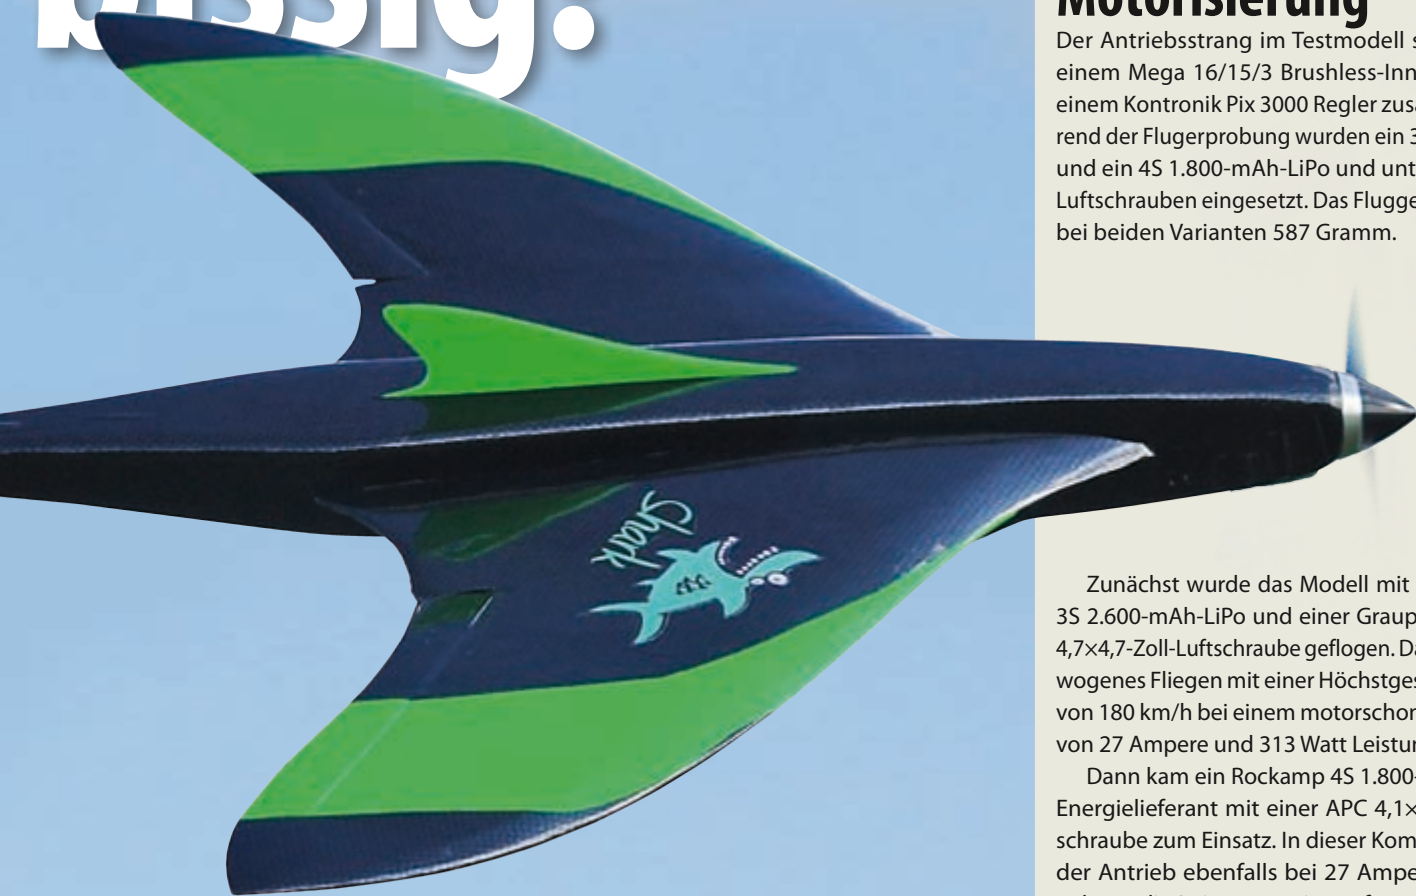 bissig.
Motorisierung
Der Antriebsstrang im Testmodell s
einem Mega 16/15/3 Brushless-Inn
einem Kontronik Pix 3000 Regler zusa
rend der Flugerprobung wurden ein 3
und ein 4S 1.800-mAh-LiPo und unt
Luftschrauben eingesetzt. Das Flugge
bei beiden Varianten 587 Gramm.
Shark
Zunächst wurde das Modell mit
3S 2.600-mAh-LiPo und einer Graup
4,7×4,7-Zoll-Luftschraube geflogen. Da
wogenes Fliegen mit einer Höchstges
von 180 km/h bei einem motorschon
von 27 Ampere und 313 Watt Leistun
Dann kam ein Rockamp 4S 1.800-
Energielieferant mit einer APC 4,1×
schraube zum Einsatz. In dieser Kom
der Antrieb ebenfalls bei 27 Ampe